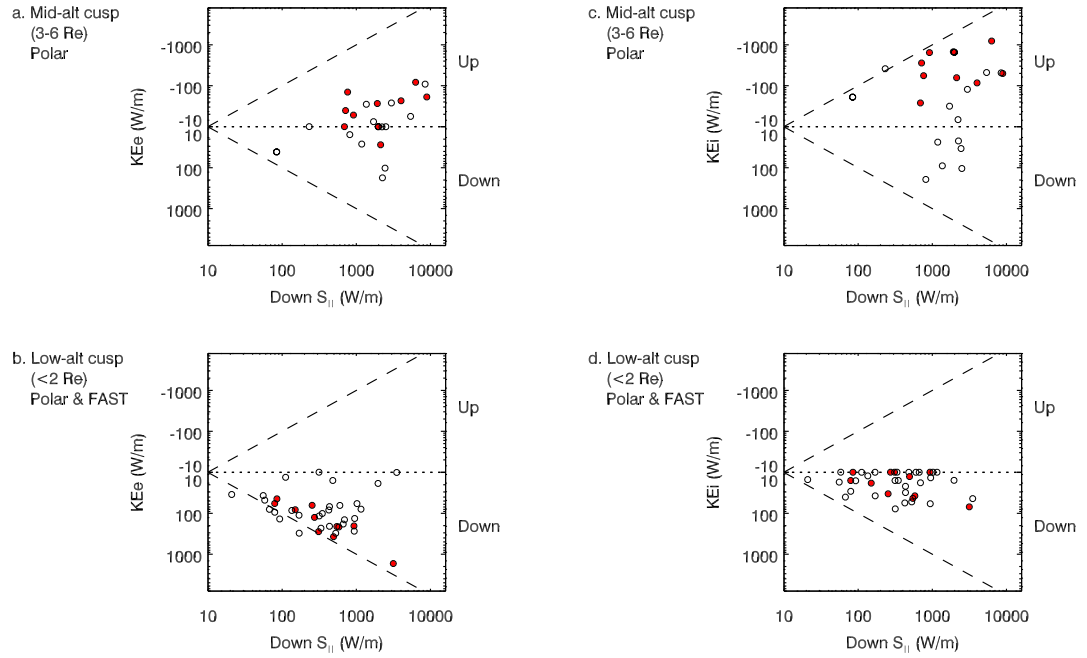 a. Mid-alt cusp
(3-6 Re)
Polar
KEe (W/m)
-1000
-100
-10
10
100
1000
Up
Down
10 100 1000 10000
Down S|| (W/m)
c. Mid-alt cusp
(3-6 Re)
Polar
KEi (W/m)
-1000
-100
-10
10
100
1000
Up
Down
10 100 1000 10000
Down S|| (W/m)
b. Low-alt cusp
(<2 Re)
Polar & FAST
KEe (W/m)
-1000
-100
-10
10
100
1000
Up
Down
10 100 1000 10000
Down S|| (W/m)
d. Low-alt cusp
(<2 Re)
Polar & FAST
KEi (W/m)
-1000
-100
-10
10
100
1000
Up
Down
10 100 1000 10000
Down S|| (W/m)